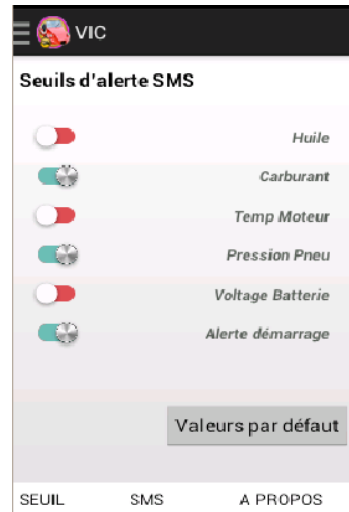 VIC
Seuils d'alerte SMS
Huile
Carburant
Temp Moteur
Pression Pneu
Voltage Batterie
Alerte démarrage
Valeurs par défaut
SEUIL SMS A PROPOS